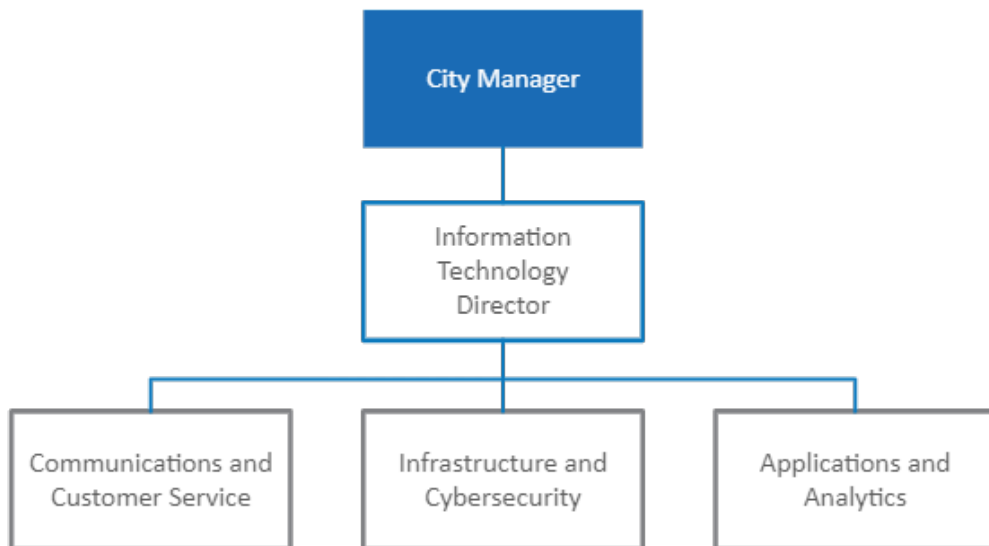 City Manager
Information
Technology
Director
Communications and
Customer Service
Infrastructure and
Cybersecurity
Applications and
Analytics